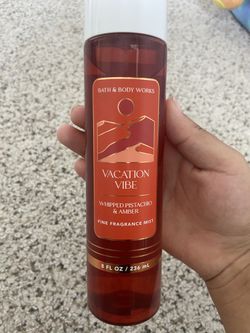 BATH & BODY WORKS
VACATION
VIBE
WHIPPED PISTACHIO
& AMBER
FINE FRAGRANCE MIST
8 FL OZ / 236 mL